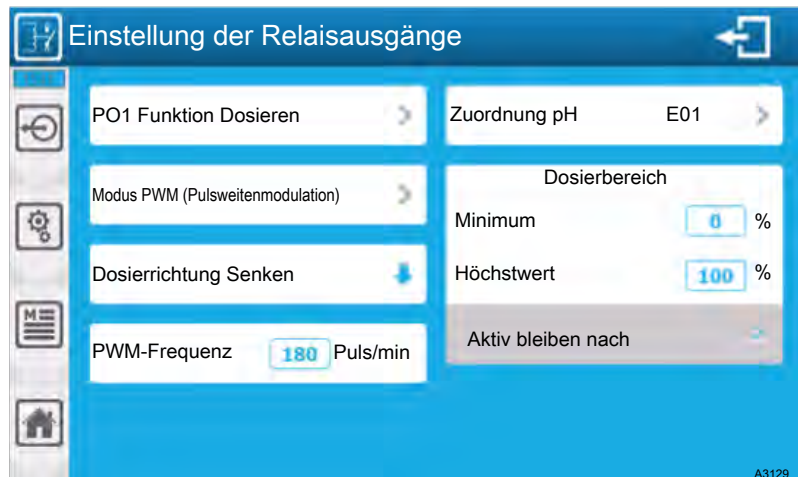 Einstellung der Relaisausgänge
PO1 Funktion Dosieren
Modus PWM (Pulsweitenmodulation)
Dosierrichtung Senken
PWM-Frequenz 180 Puls/min
Zuordnung pH E01
Dosierbereich
Minimum 0 %
Höchstwert 100 %
Aktiv bleiben nach
M
A3129